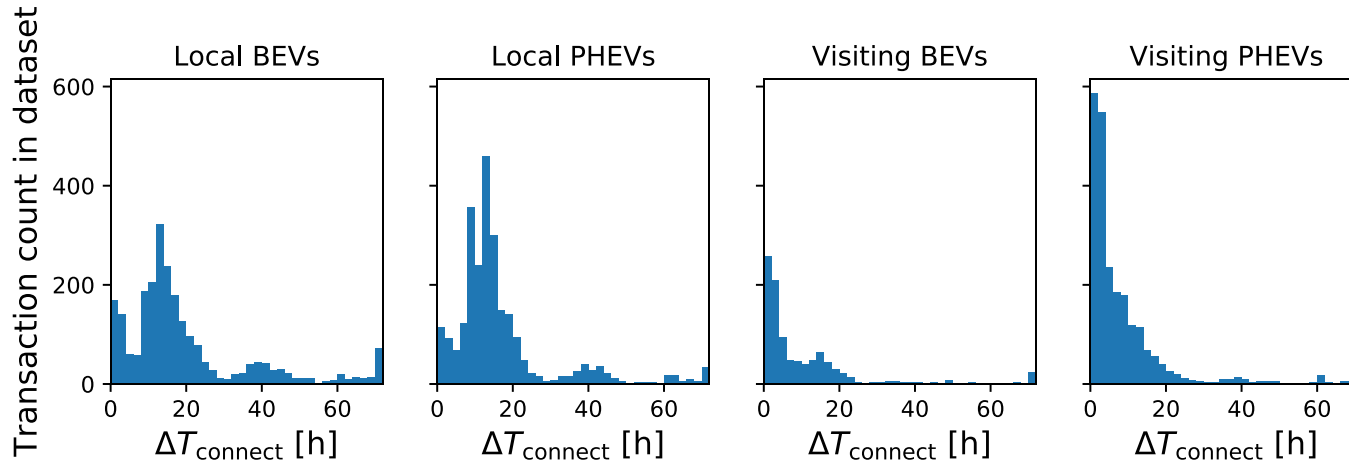 Transaction count in dataset
Local BEVs
Local PHEVs
Visiting BEVs
Visiting PHEVs
600
400
200
0
0 20 40 60
0 20 40 60
0 20 40 60
0 20 40 60
ΔT_connect [h]
ΔT_connect [h]
ΔT_connect [h]
ΔT_connect [h]